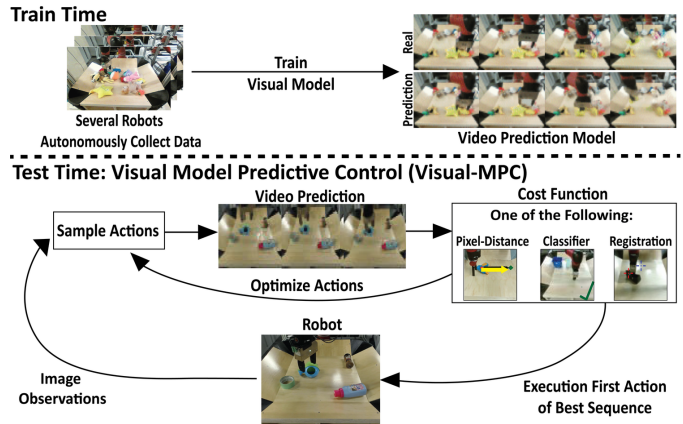 Train Time
Train
Visual Model
Several Robots
Autonomously Collect Data
Real
Prediction
Video Prediction Model
Test Time: Visual Model Predictive Control (Visual-MPC)
Video Prediction
Cost Function
Sample Actions
One of the Following:
Pixel-Distance Classifier Registration
Optimize Actions
Robot
Image
Observations
Execution First Action
of Best Sequence